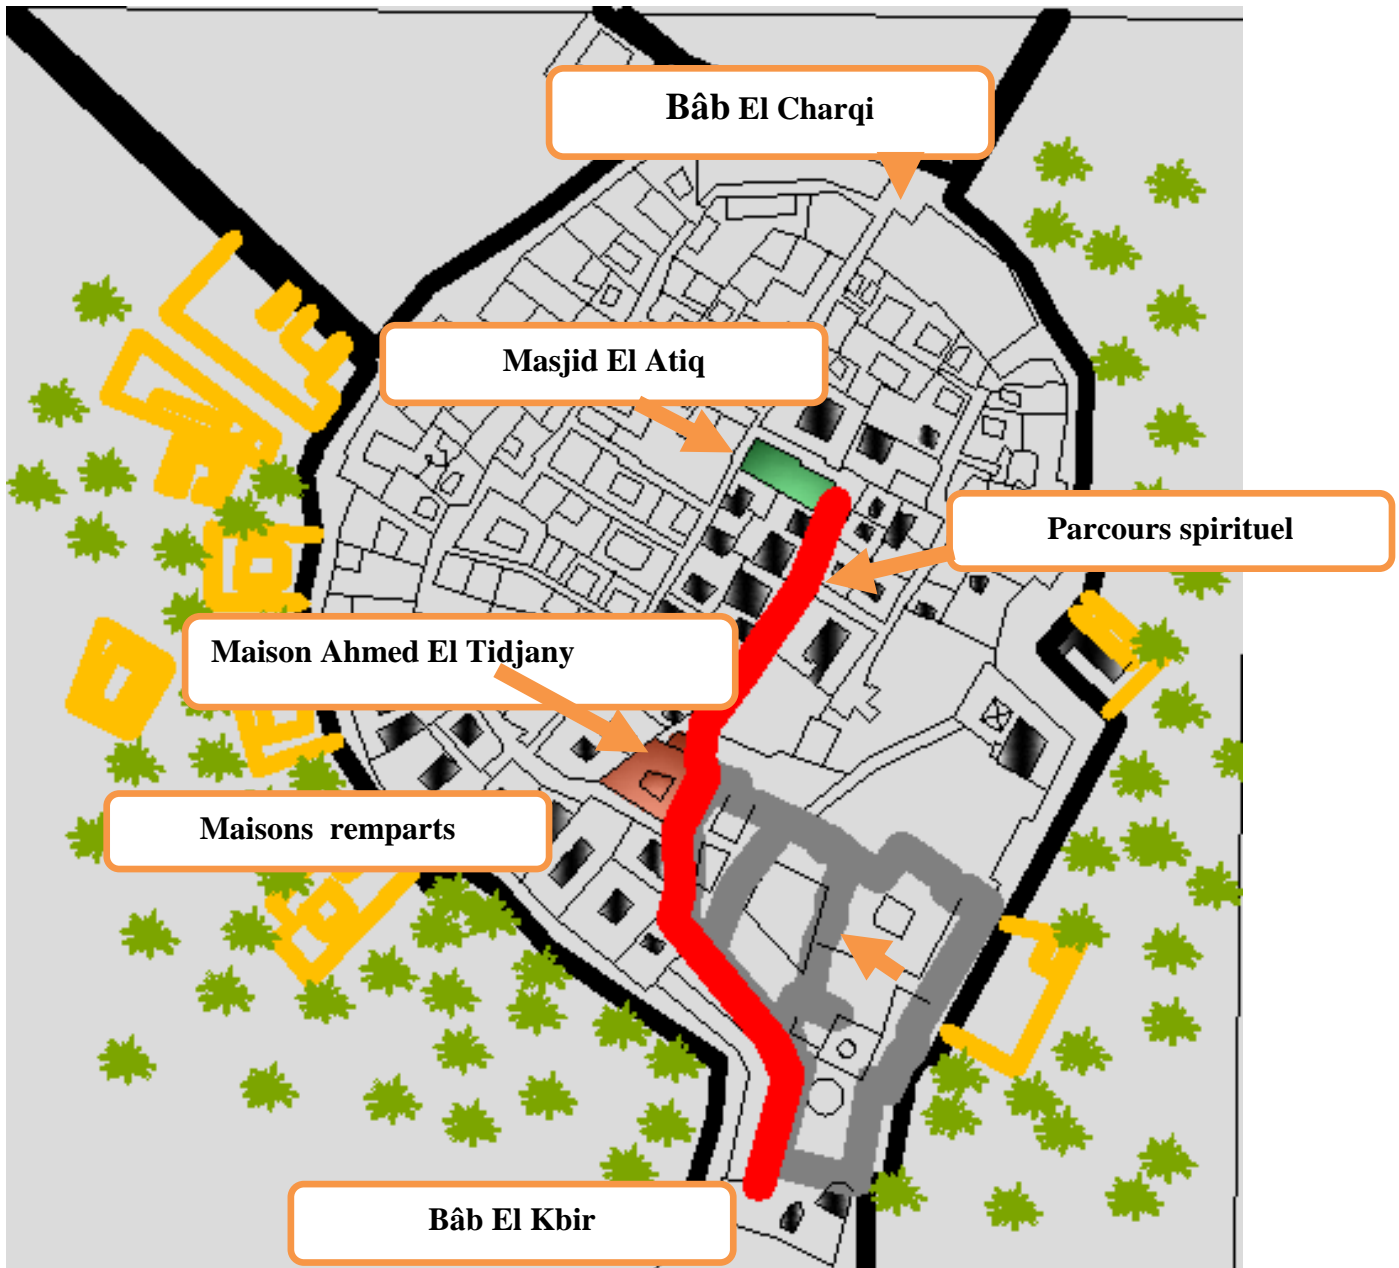 Bâb El Charqi
Masjid El Atiq
Parcours spirituel
Maison Ahmed El Tidjany
Maisons remparts
Bâb El Kbir